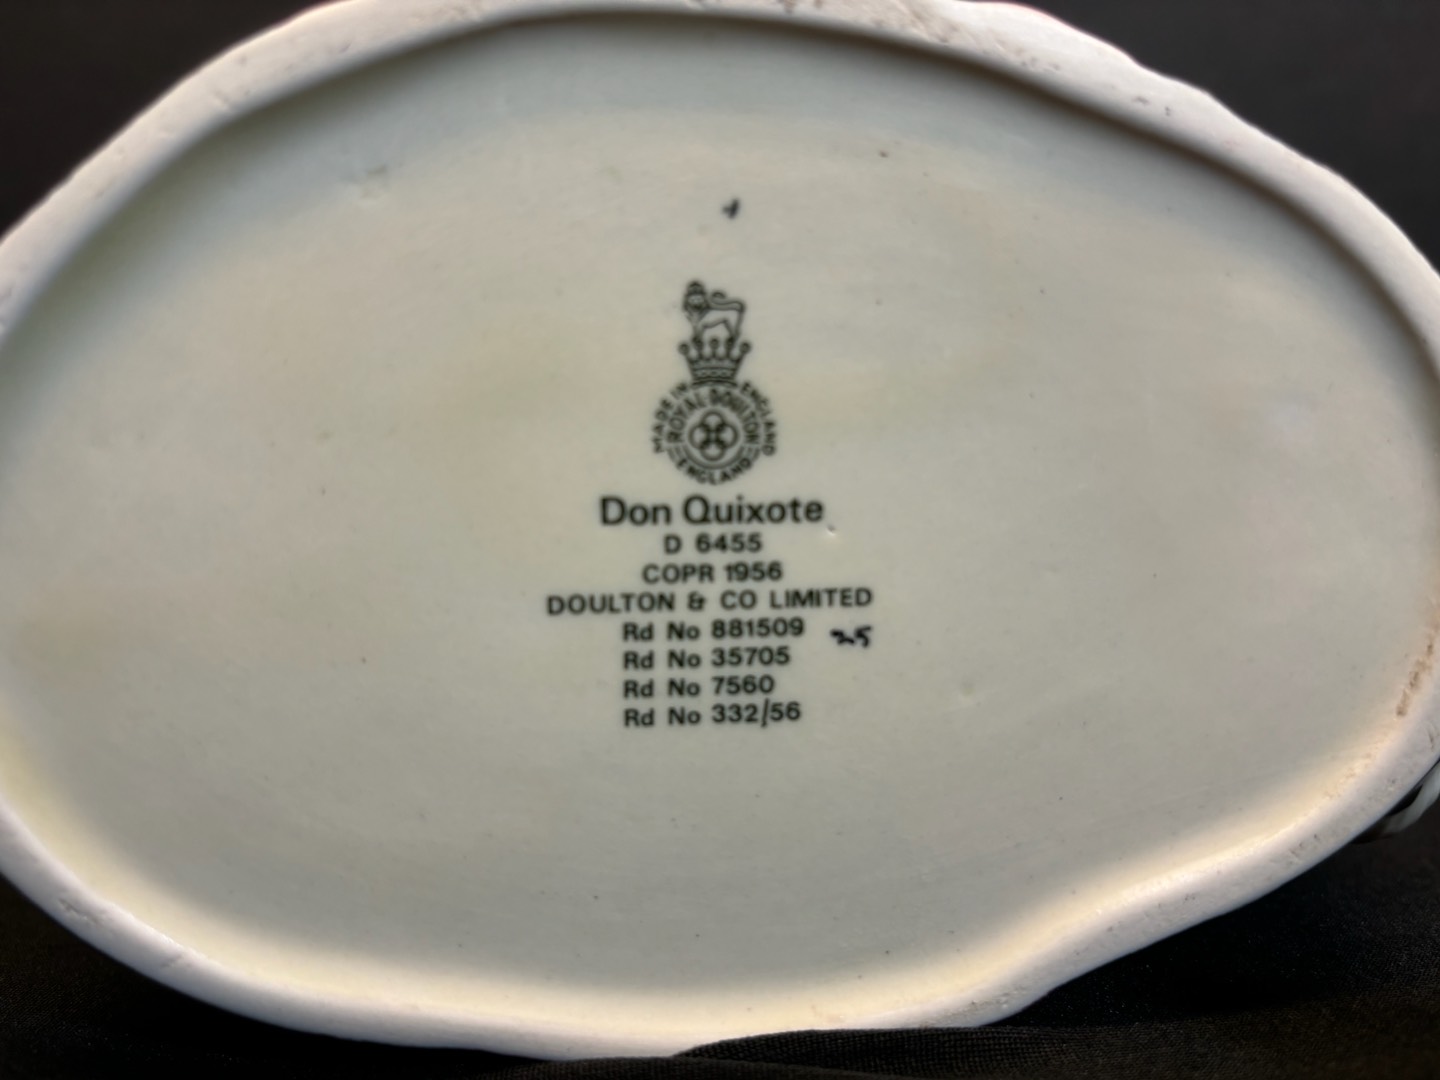 MADE IN ENGLAND
ROYAL DOULTON
ENGLAND
Don Quixote
D 6455
COPR 1956
DOULTON & CO LIMITED
Rd No 881509
25
Rd No 35705
Rd No 7560
Rd No 332/56